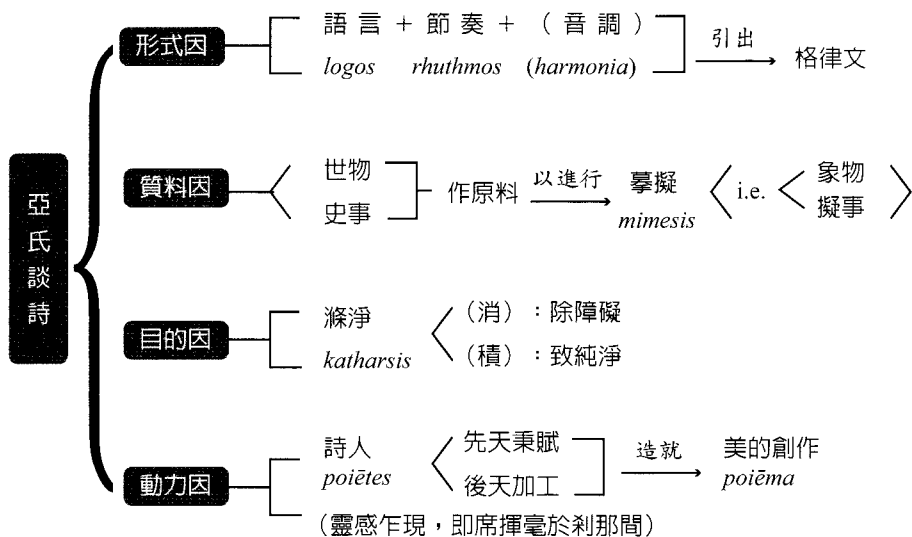 亞氏談詩
形式因
語言 + 節奏 + (音調)
logos rhuthmos (harmonia)
引出
格律文
質料因
世物
史事
作原料
以進行
摹擬
mimesis
i.e.
象物
擬事
目的因
滌淨
katharsis
(消):除障礙
(積):致純淨
動力因
詩人
poiētes
先天秉賦
後天加工
造就
美的創作
poiēma
(靈感乍現,即席揮毫於剎那間)